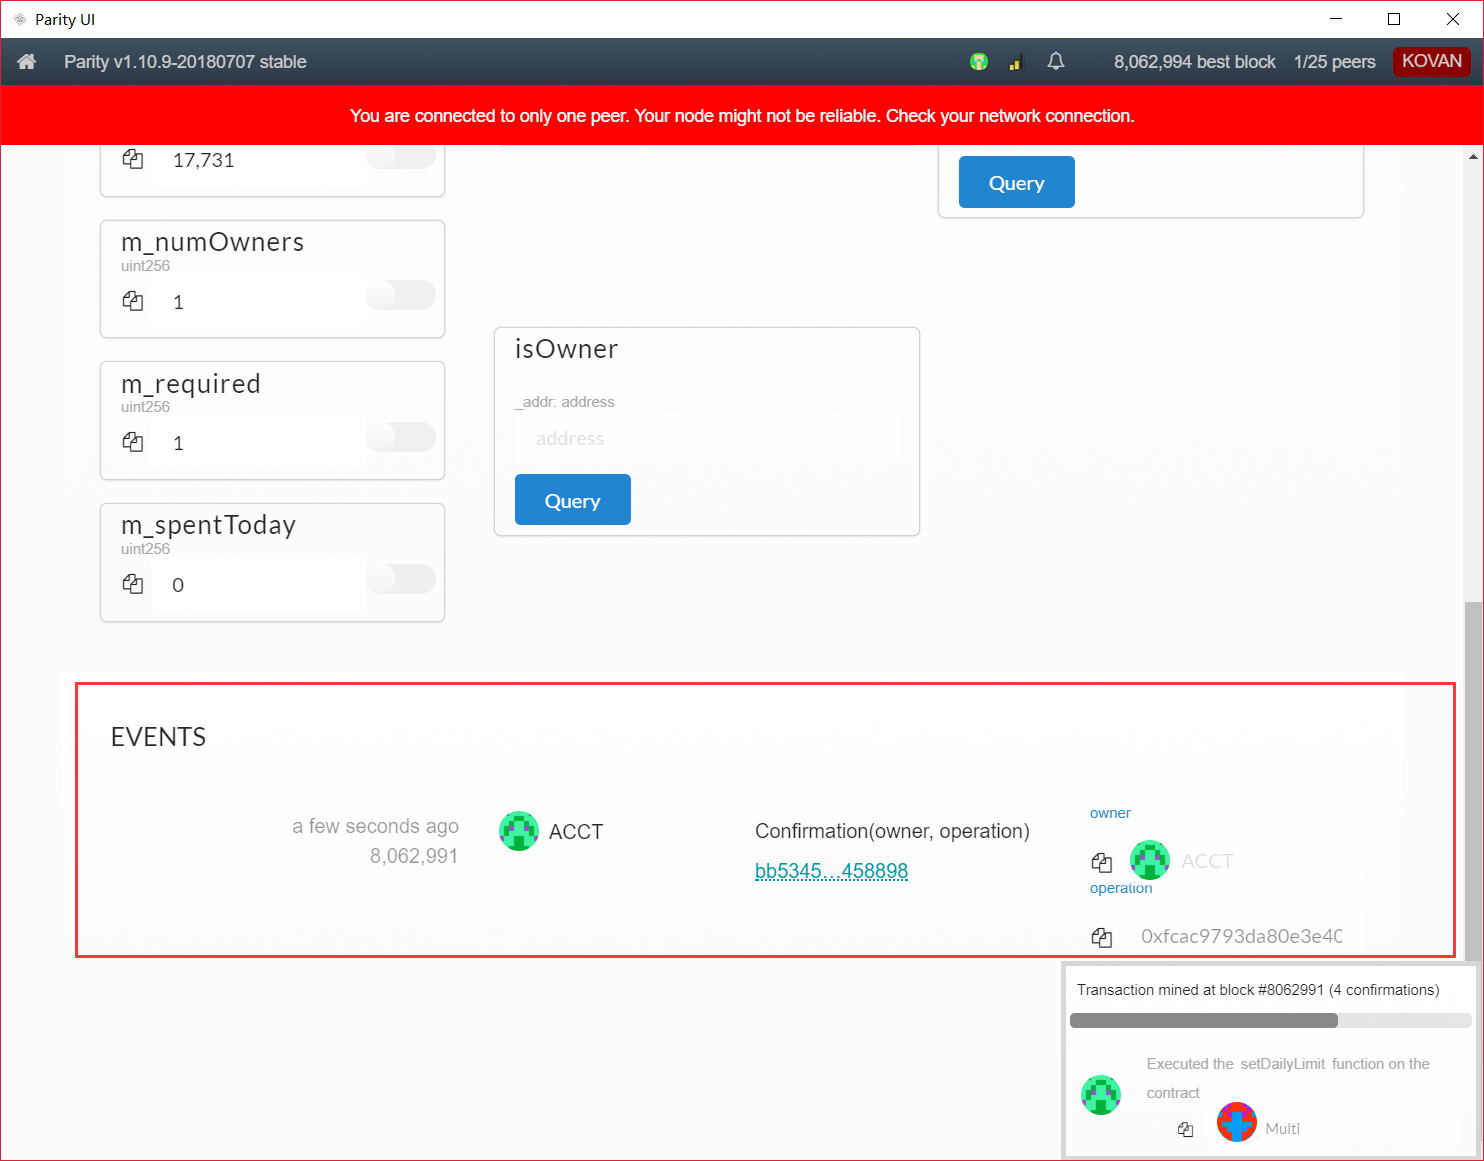 Parity UI
Parity v1.10.9-20180707 stable
8,062,994 best block
1/25 peers
KOVAN
You are connected to only one peer. Your node might not be reliable. Check your network connection.
17,731
Query
m_numOwners
uint256
1
m_required
uint256
1
m_spentToday
uint256
0
isOwner
_addr: address
address
Query
EVENTS
a few seconds ago
8,062,991
ACCT
Confirmation(owner, operation)
bb5345...458898
owner
ACCT
operation
0xfcac9793da80e3e40
Transaction mined at block #8062991 (4 confirmations)
Executed the setDailyLimit function on the
contract
Multi